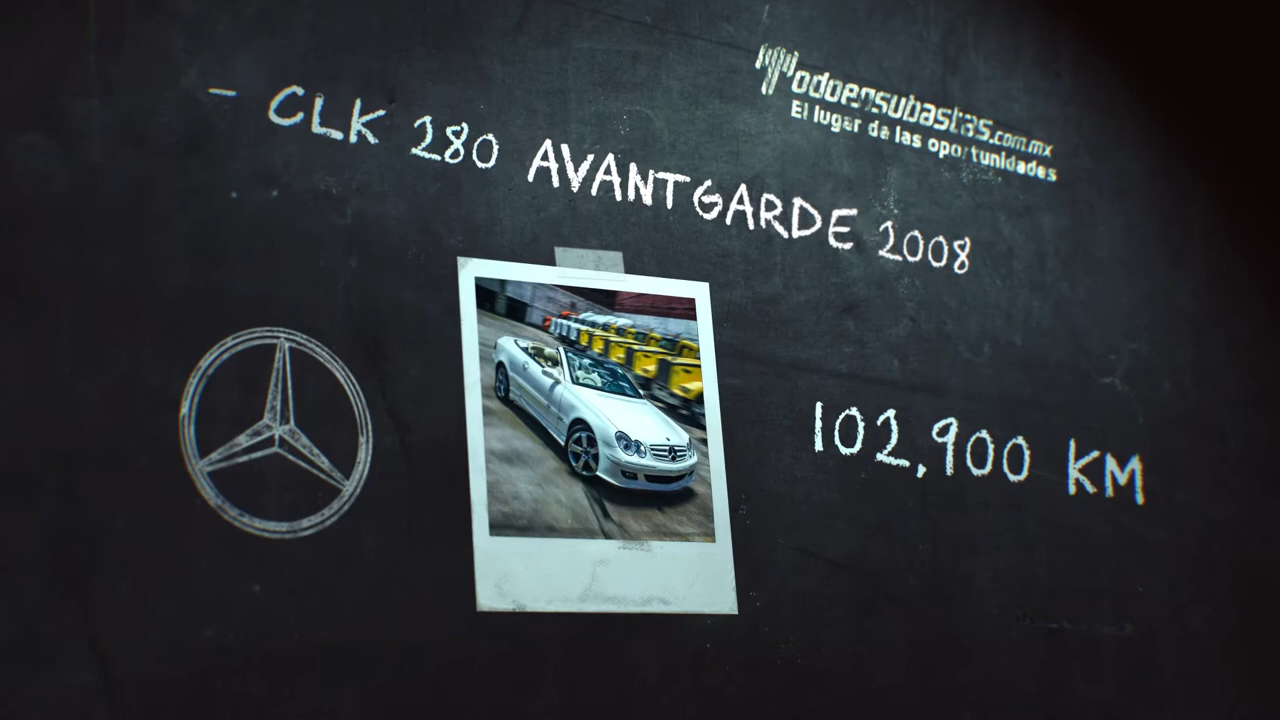 Todoensubastas.com.mx
El lugar de las oportunidades
- CLK 280 AVANTGARDE 2008
102,900 KM